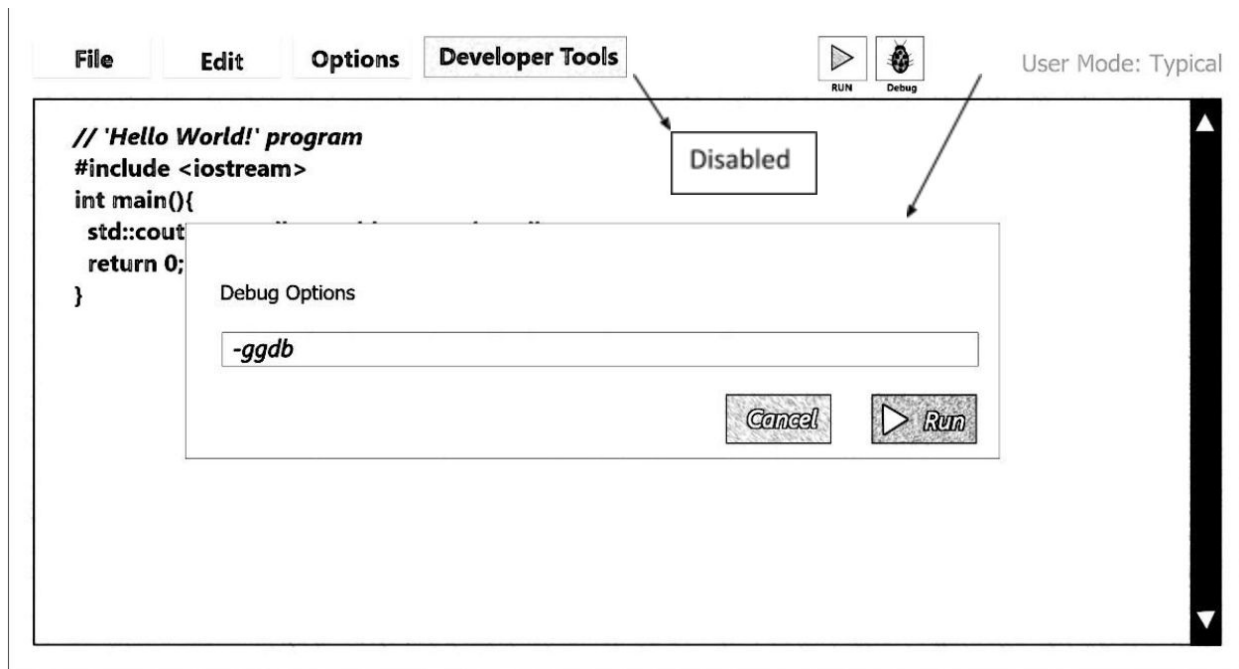 File Edit Options Developer Tools User Mode: Typical
RUN Debug
// 'Hello World!' program
#include <iostream>
Disabled
int main(){
std::cout
return 0;
}
Debug Options
-ggdb
Cancel Run